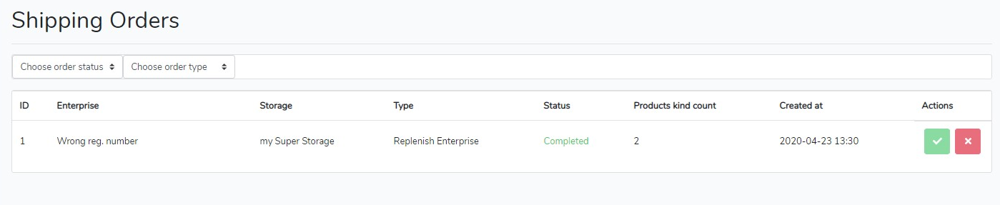 Shipping Orders
Choose order status Choose order type
ID Enterprise Storage Type Status Products kind count Created at Actions
1 Wrong reg. number my Super Storage Replenish Enterprise Completed 2 2020-04-23 13:30